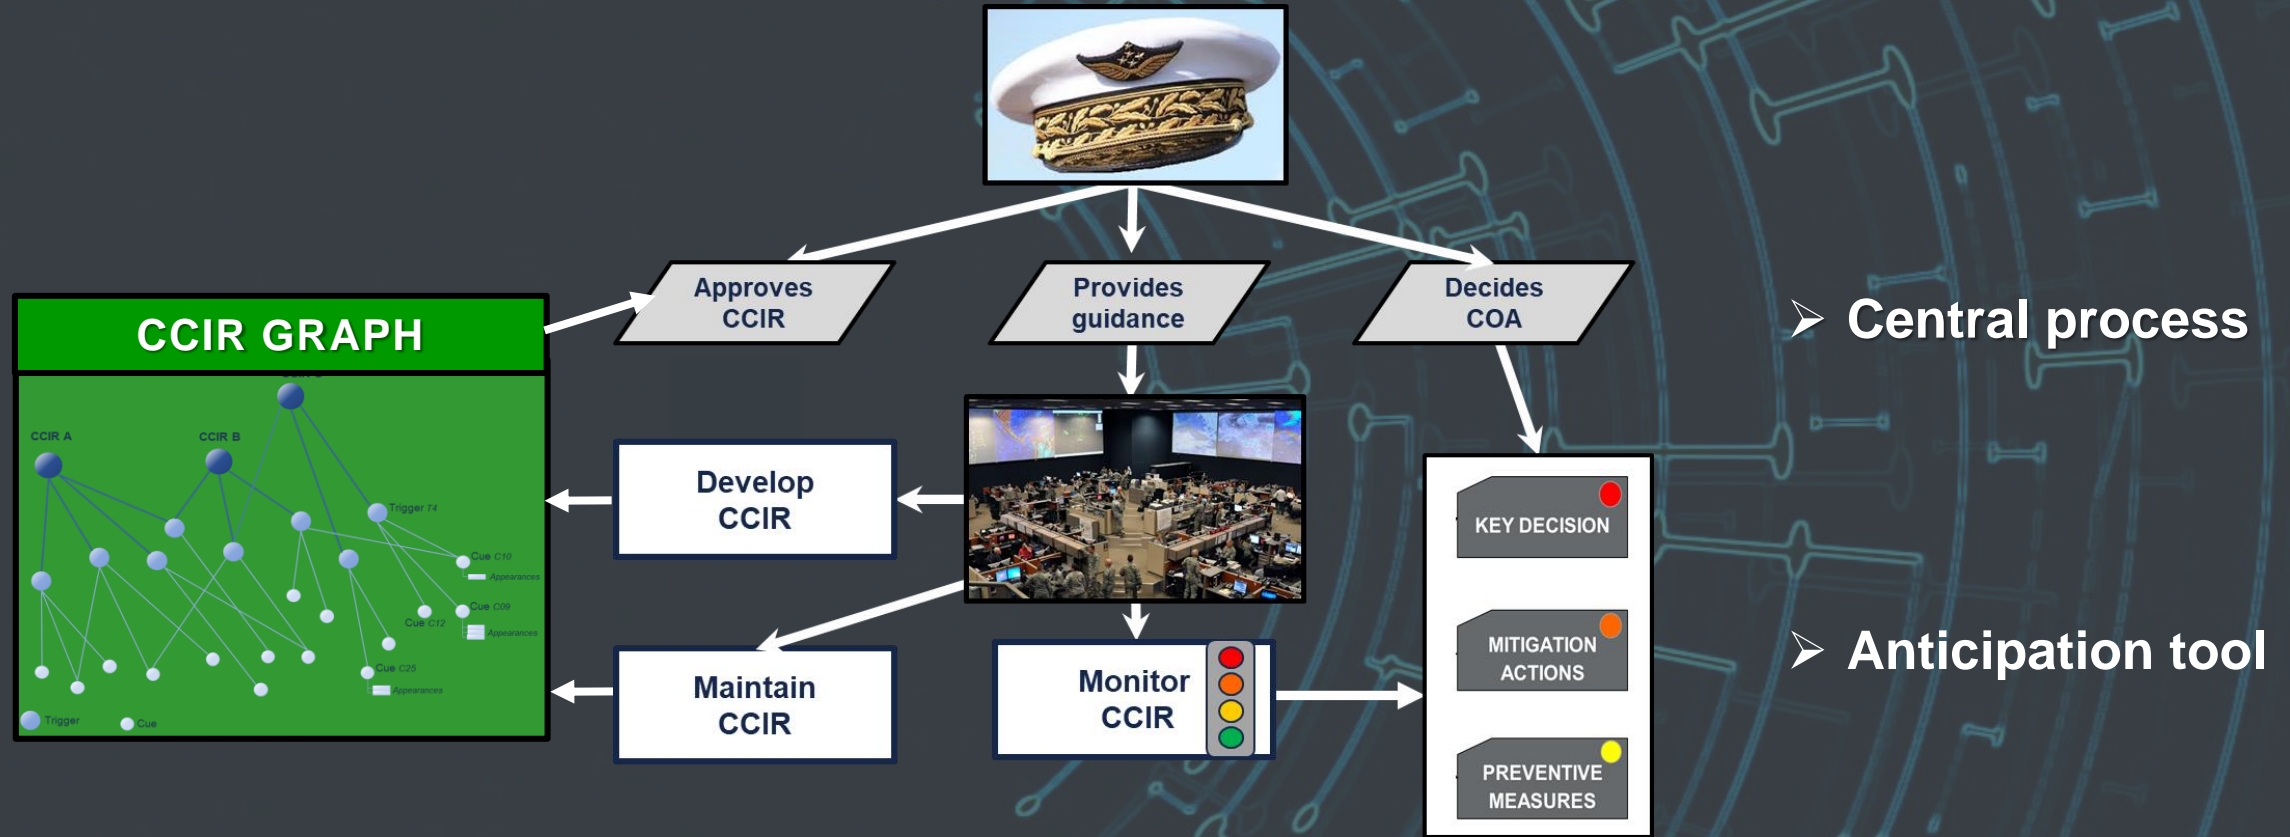 Approves
CCIR
Provides
guidance
Decides
COA
CCIR GRAPH
CCIR A
CCIR B
Trigger T4
Cue C10
Appearances
Cue C09
Cue C12
Appearances
Cue C25
Appearances
Trigger
Cue
Develop
CCIR
Maintain
CCIR
Monitor
CCIR
KEY DECISION
MITIGATION
ACTIONS
PREVENTIVE
MEASURES
➢ Central process
➢ Anticipation tool